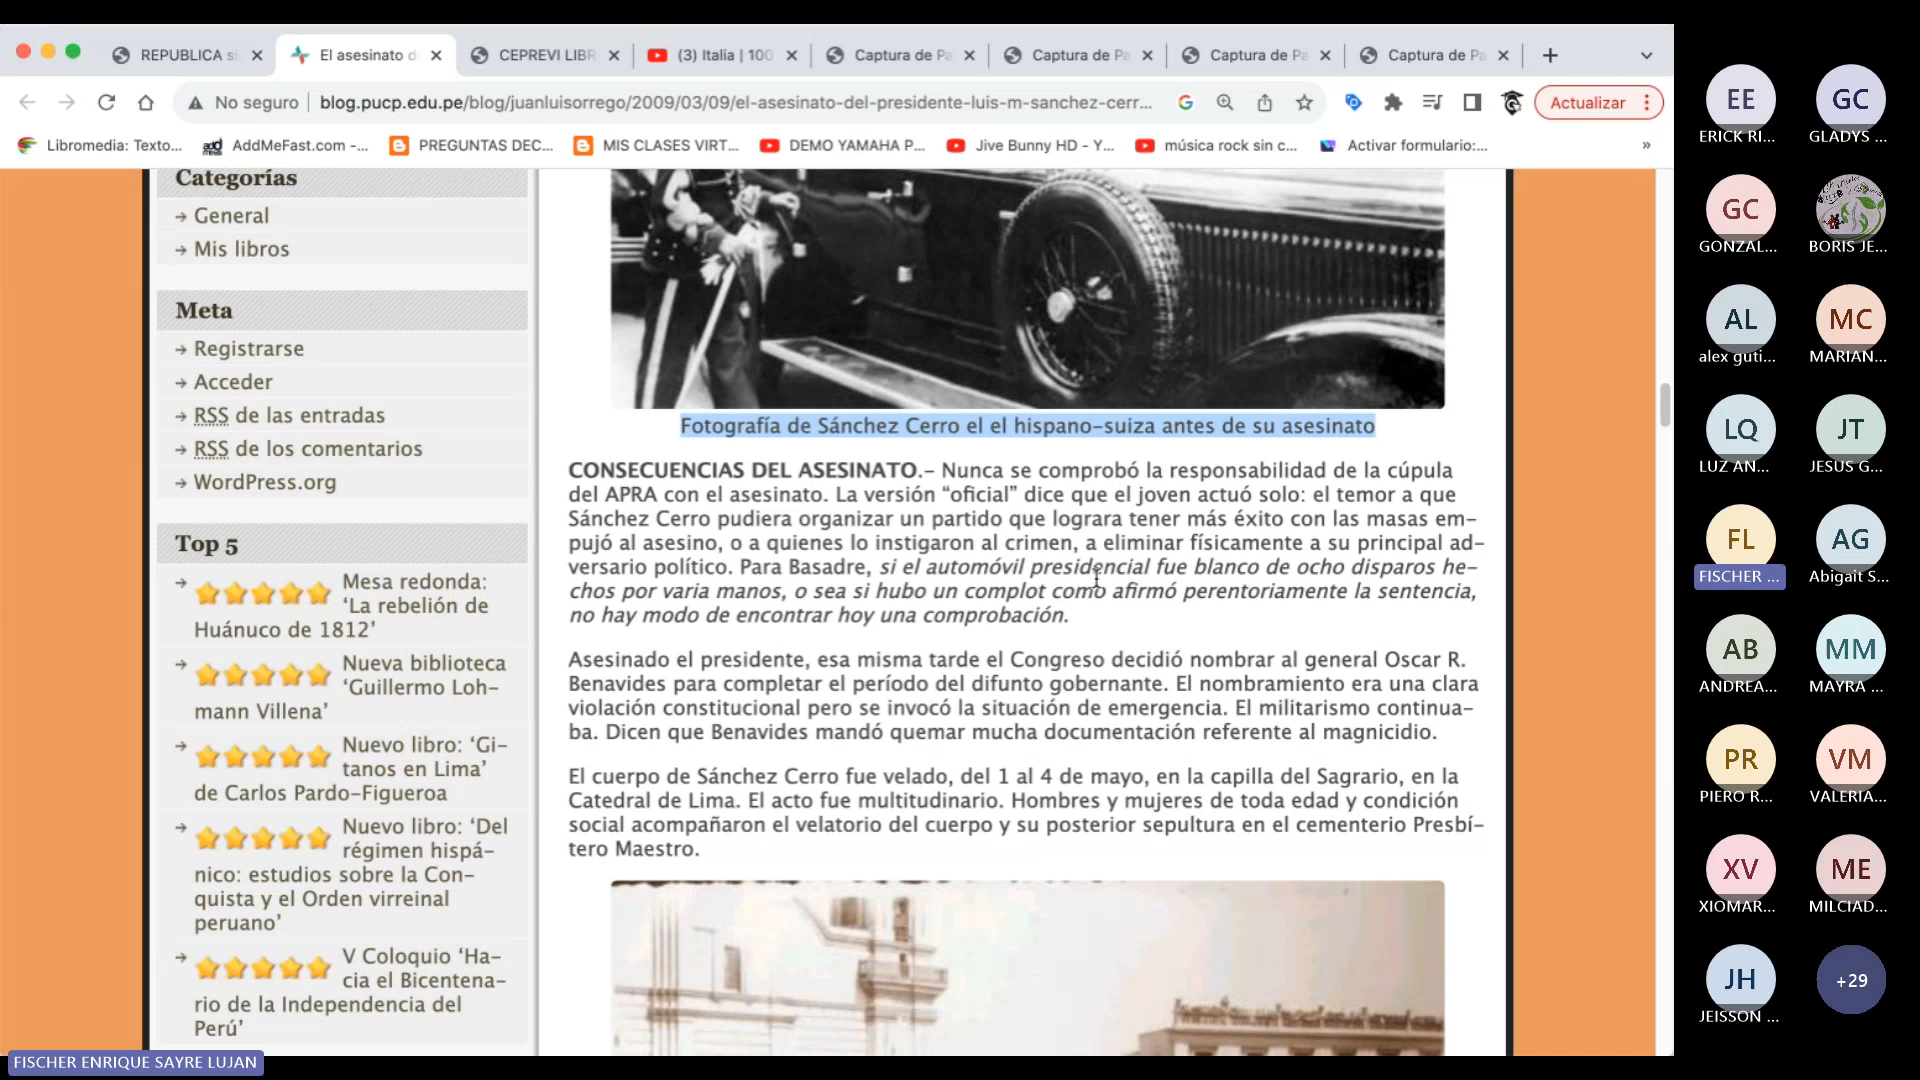 REPUBLICA si
El asesinato d
CEPREVI LIBR
(3) Italia | 100
Captura de Pa
Captura de Pa
Captura de Pa
Captura de Pa
No seguro
blog.pucp.edu.pe/blog/juanluisorrego/2009/03/09/el-asesinato-del-presidente-luis-m-sanchez-cerr...
Actualizar
Libromedia: Texto...
AddMeFast.com -...
PREGUNTAS DEC...
MIS CLASES VIRT...
DEMO YAMAHA P...
Jive Bunny HD - Y...
música rock sin c...
Activar formulario:...
»
Categorías
General
Mis libros
Meta
Registrarse
Acceder
RSS de las entradas
RSS de los comentarios
WordPress.org
Top 5
Mesa redonda:
‘La rebelión de
Huánuco de 1812’
Nueva biblioteca
‘Guillermo Loh-
mann Villena’
Nuevo libro: ‘Gi-
tanos en Lima’
de Carlos Pardo-Figueroa
Nuevo libro: ‘Del
régimen hispá-
nico: estudios sobre la Con-
quista y el Orden virreinal
peruano’
V Coloquio ‘Ha-
cia el Bicentena-
rio de la Independencia del
Perú’
Fotografía de Sánchez Cerro el el hispano-suiza antes de su asesinato
CONSECUENCIAS DEL ASESINATO.- Nunca se comprobó la responsabilidad de la cúpula
del APRA con el asesinato. La versión “oficial” dice que el joven actuó solo: el temor a que
Sánchez Cerro pudiera organizar un partido que lograra tener más éxito con las masas em-
pujó al asesino, o a quienes lo instigaron al crimen, a eliminar físicamente a su principal ad-
versario político. Para Basadre, si el automóvil presidencial fue blanco de ocho disparos he-
chos por varia manos, o sea si hubo un complot como afirmó perentoriamente la sentencia,
no hay modo de encontrar hoy una comprobación.
Asesinado el presidente, esa misma tarde el Congreso decidió nombrar al general Oscar R.
Benavides para completar el período del difunto gobernante. El nombramiento era una clara
violación constitucional pero se invocó la situación de emergencia. El militarismo continua-
ba. Dicen que Benavides mandó quemar mucha documentación referente al magnicidio.
El cuerpo de Sánchez Cerro fue velado, del 1 al 4 de mayo, en la capilla del Sagrario, en la
Catedral de Lima. El acto fue multitudinario. Hombres y mujeres de toda edad y condición
social acompañaron el velatorio del cuerpo y su posterior sepultura en el cementerio Presbí-
tero Maestro.
EE
ERICK RI...
GC
GLADYS ...
GC
GONZAL...
BORIS JE...
AL
alex guti...
MC
MARIAN...
LQ
LUZ AN...
JT
JESUS G...
FL
FISCHER ...
AG
Abigait S...
AB
ANDREA...
MM
MAYRA ...
PR
PIERO R...
VM
VALERIA...
XV
XIOMAR...
ME
MILCIAD...
JH
JEISSON ...
+29
FISCHER ENRIQUE SAYRE LUJAN